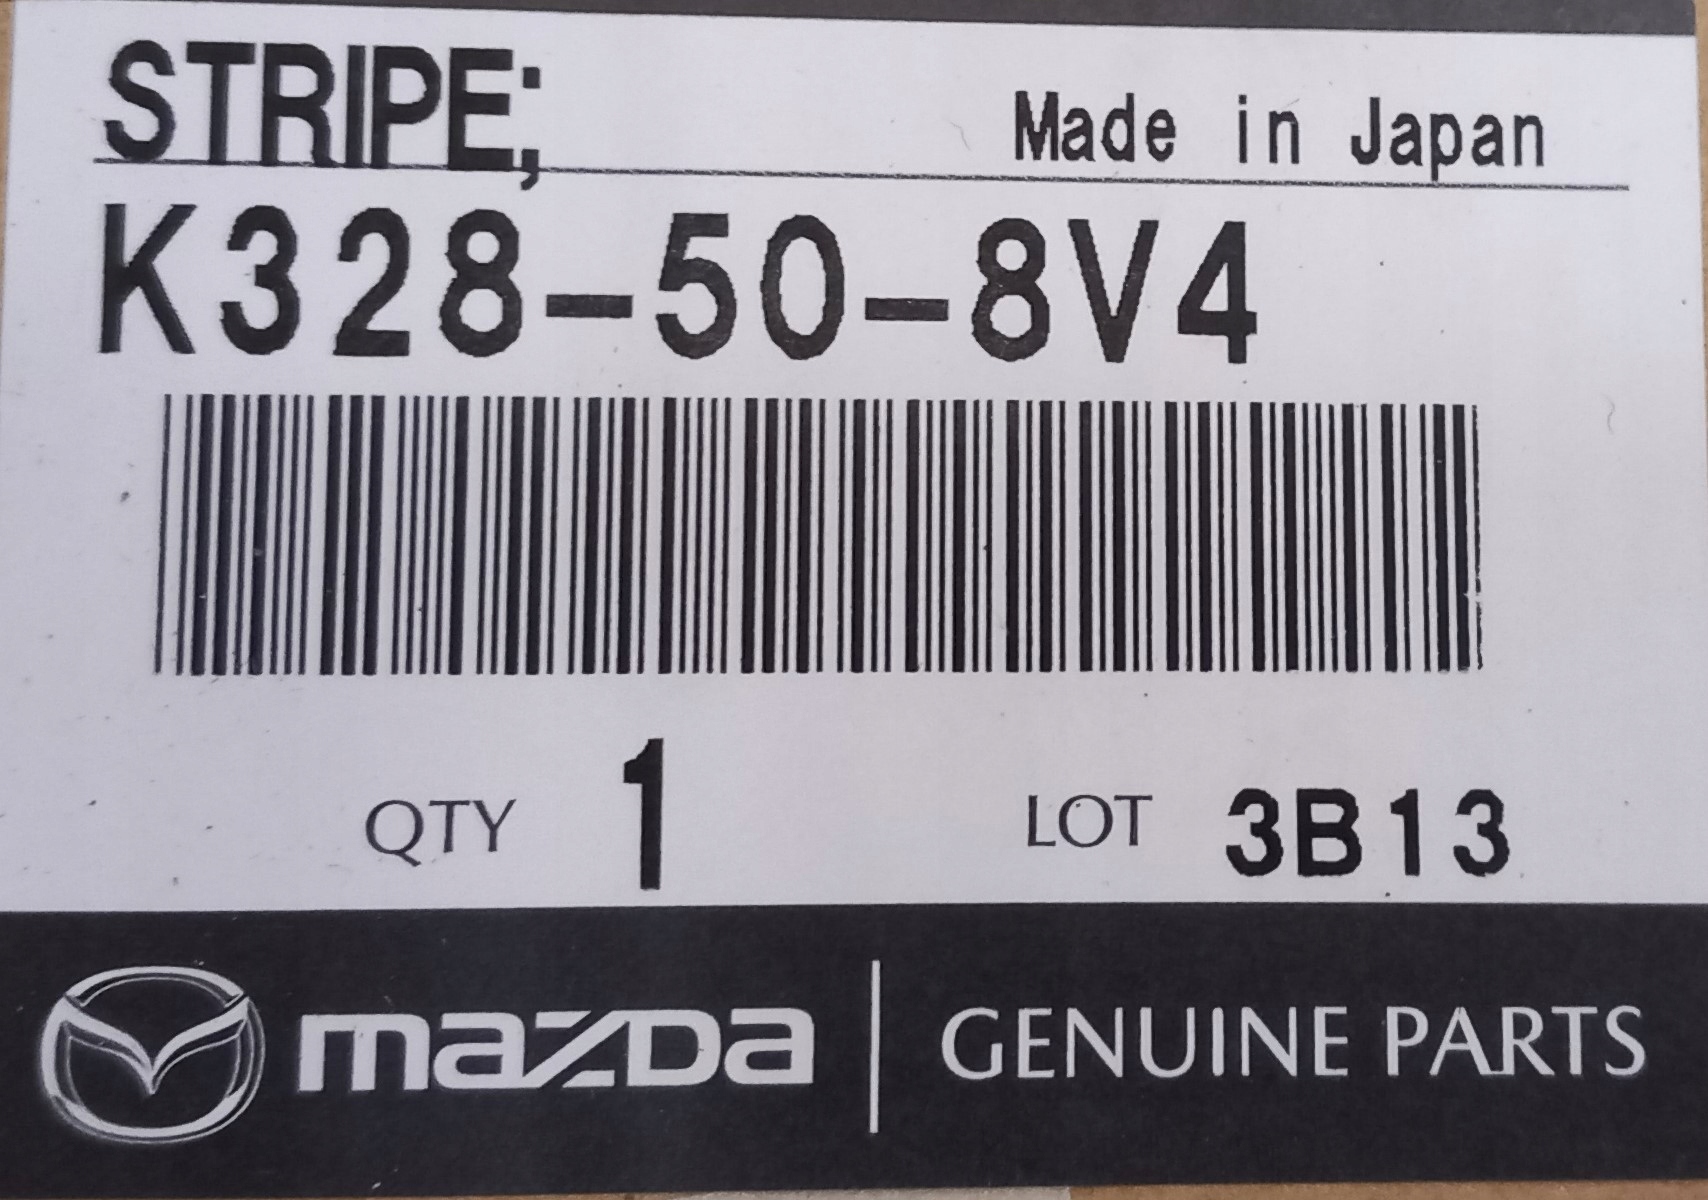 STRIPE; Made in Japan
K328-50-8V4
QTY 1 LOT 3B13
mazda GENUINE PARTS